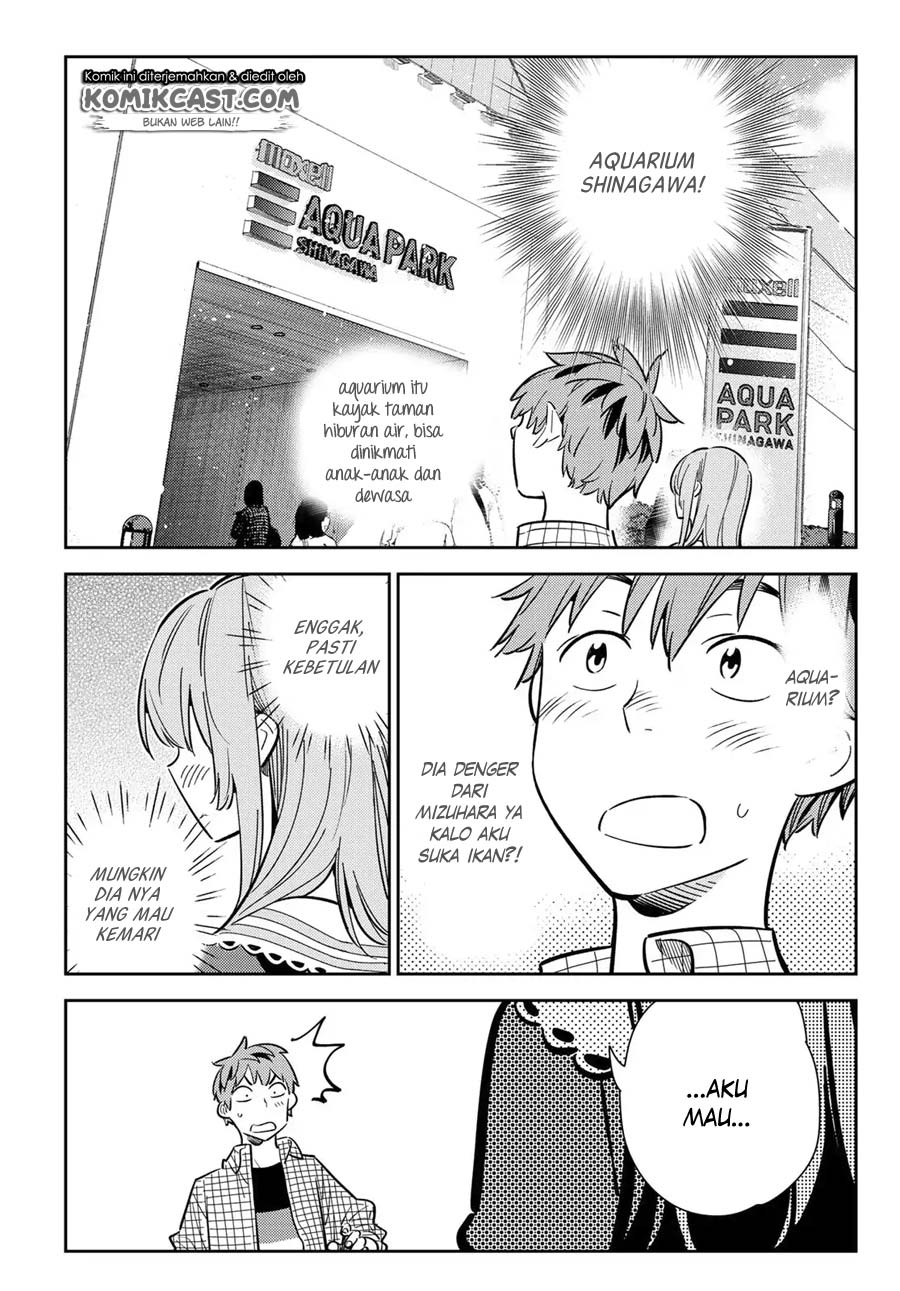 Komik ini diterjemahkan & diedit oleh
KOMIKCAST.COM
BUKAN WEB LAIN!!
AQUARIUM
SHINAGAWA!
maxell
AQUA PARK
SHINAGAWA
maxell
AQUA
PARK
SHINAGAWA
aquarium itu
kayak taman
hiburan air, bisa
dinikmati
anak-anak dan
dewasa
AQUA-
RIUM?
DIA DENGER
DARI
MIZUHARA YA
KALO AKU
SUKA IKAN?!
ENGGAK,
PASTI
KEBETULAN
MUNGKIN
DIA NYA
YANG MAU
KEMARI
...AKU
MAU...